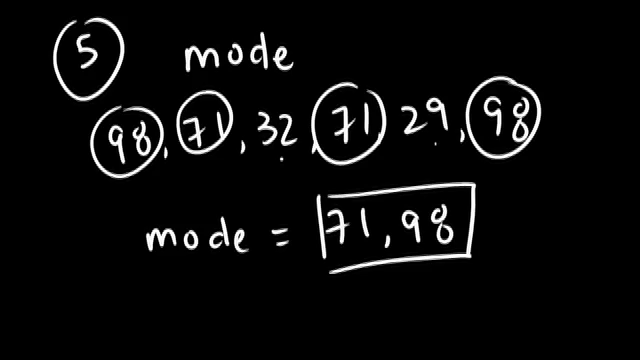 5 mode
98, 71, 32, 71, 29, 98
mode = 71, 98